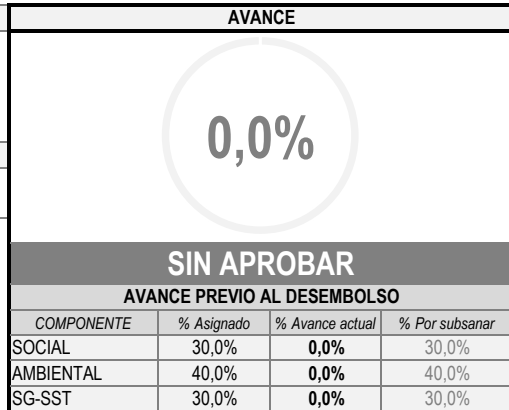 AVANCE
0,0%
SIN APROBAR
AVANCE PREVIO AL DESEMBOLSO
COMPONENTE % Asignado % Avance actual % Por subsanar
SOCIAL 30,0% 0,0% 30,0%
AMBIENTAL 40,0% 0,0% 40,0%
SG-SST 30,0% 0,0% 30,0%